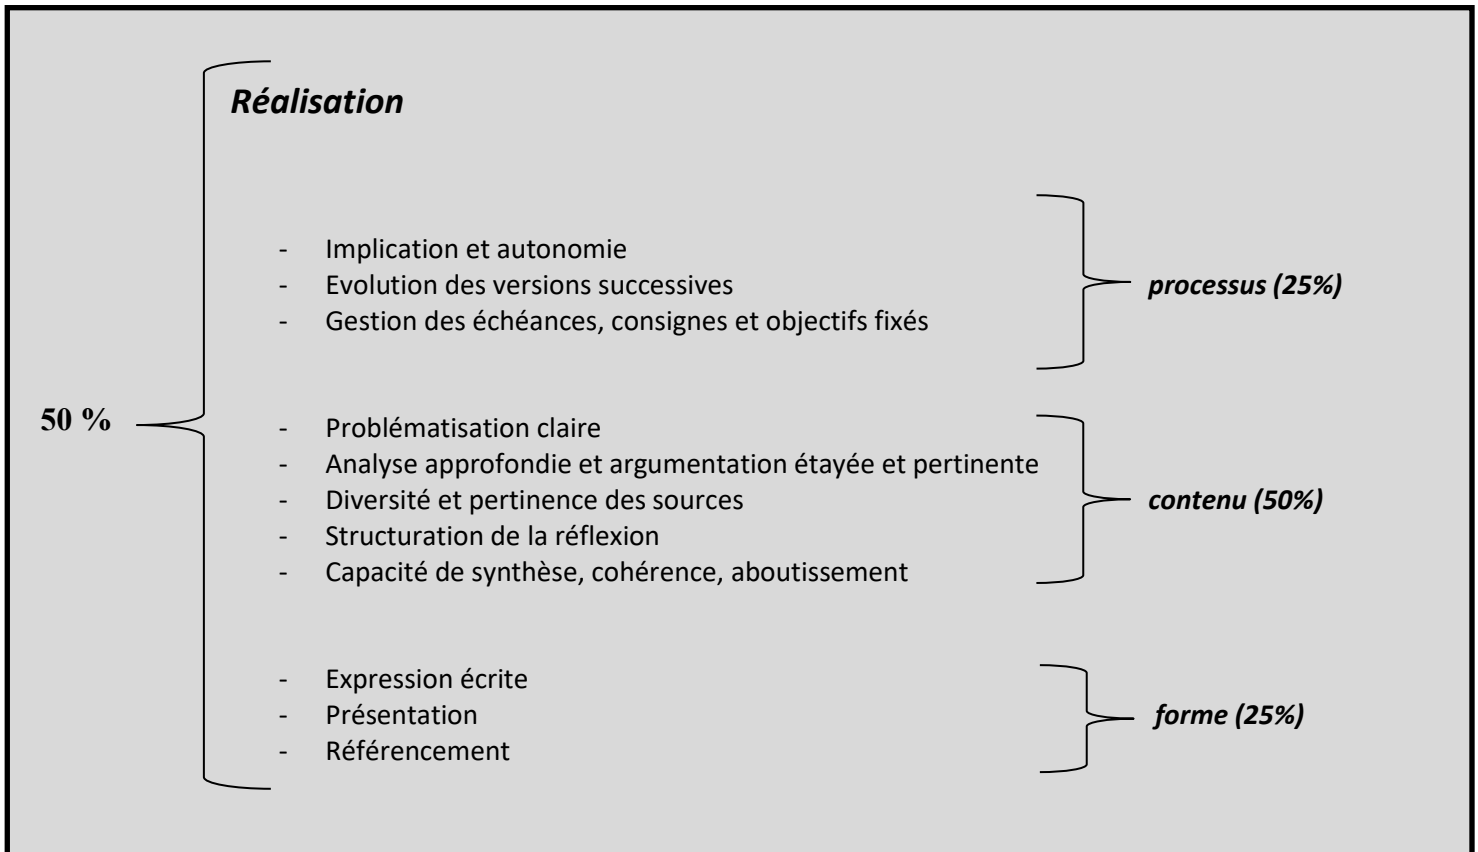 Réalisation
- Implication et autonomie
- Evolution des versions successives
- Gestion des échéances, consignes et objectifs fixés
processus (25%)
50 %
- Problématisation claire
- Analyse approfondie et argumentation étayée et pertinente
- Diversité et pertinence des sources
- Structuration de la réflexion
- Capacité de synthèse, cohérence, aboutissement
contenu (50%)
- Expression écrite
- Présentation
- Référencement
forme (25%)